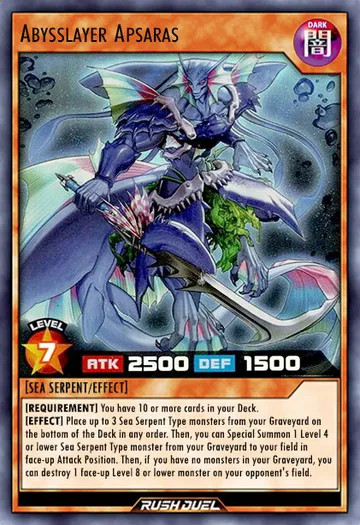 Abysslayer Apsaras
DARK
闇
LEVEL
7
ATK 2500 DEF 1500
[SEA SERPENT/EFFECT]
[REQUIREMENT] You have 10 or more cards in your Deck.
[EFFECT] Place up to 3 Sea Serpent Type monsters from your Graveyard on
the bottom of the Deck in any order. Then, you can Special Summon 1 Level 4
or lower Sea Serpent Type monster from your Graveyard to your field in
face-up Attack Position. Then, if you have no monsters in your Graveyard, you
can destroy 1 face-up Level 8 or lower monster on your opponent's field.
RUSH DUEL